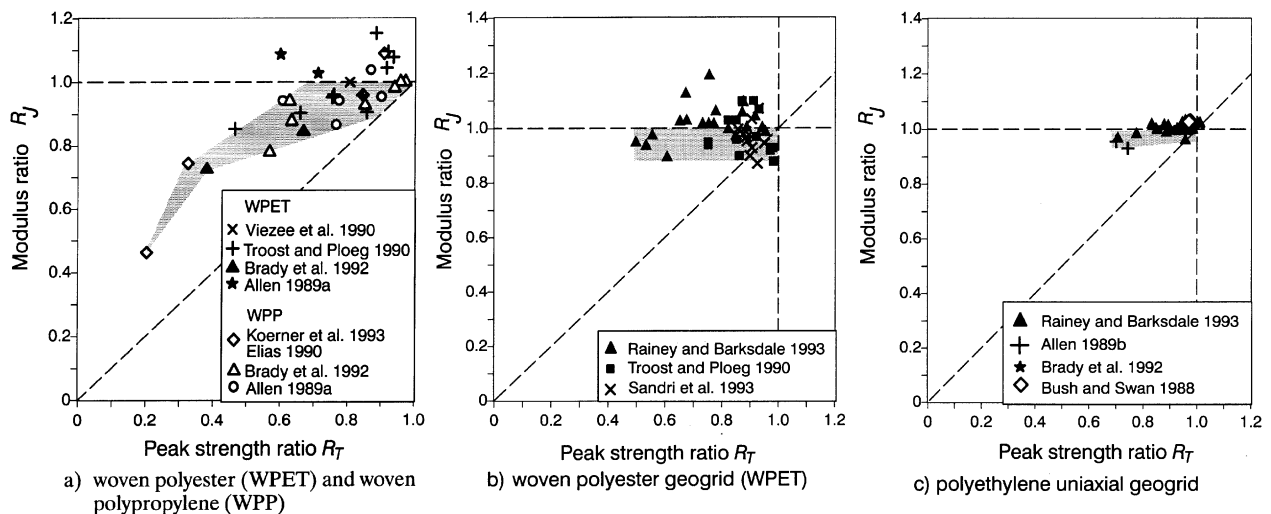 1.2
1.0
0.8
0.6
0.4
0.2
0
Modulus ratio RJ
0 0.2 0.4 0.6 0.8 1.0
Peak strength ratio RT
WPET
Viezee et al. 1990
Troost and Ploeg 1990
Brady et al. 1992
Allen 1989a
WPP
Koerner et al. 1993
Elias 1990
Brady et al. 1992
Allen 1989a
a) woven polyester (WPET) and woven
polypropylene (WPP)
1.4
1.2
1.0
0.8
0.6
0.4
0.2
0
Modulus ratio RJ
0 0.2 0.4 0.6 0.8 1.0 1.2
Peak strength ratio RT
Rainey and Barksdale 1993
Troost and Ploeg 1990
Sandri et al. 1993
b) woven polyester geogrid (WPET)
1.4
1.2
1.0
0.8
0.6
0.4
0.2
0
Modulus ratio RJ
0 0.2 0.4 0.6 0.8 1.0 1.2
Peak strength ratio RT
Rainey and Barksdale 1993
Allen 1989b
Brady et al. 1992
Bush and Swan 1988
c) polyethylene uniaxial geogrid